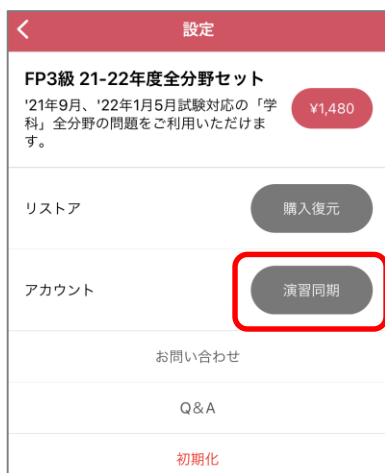 設定
FP3級 21-22年度全分野セット
'21年9月、'22年1月5月試験対応の「学
科」全分野の問題をご利用いただけま
す。
¥1,480
リストア
購入復元
アカウント
演習同期
お問い合わせ
Q&A
初期化